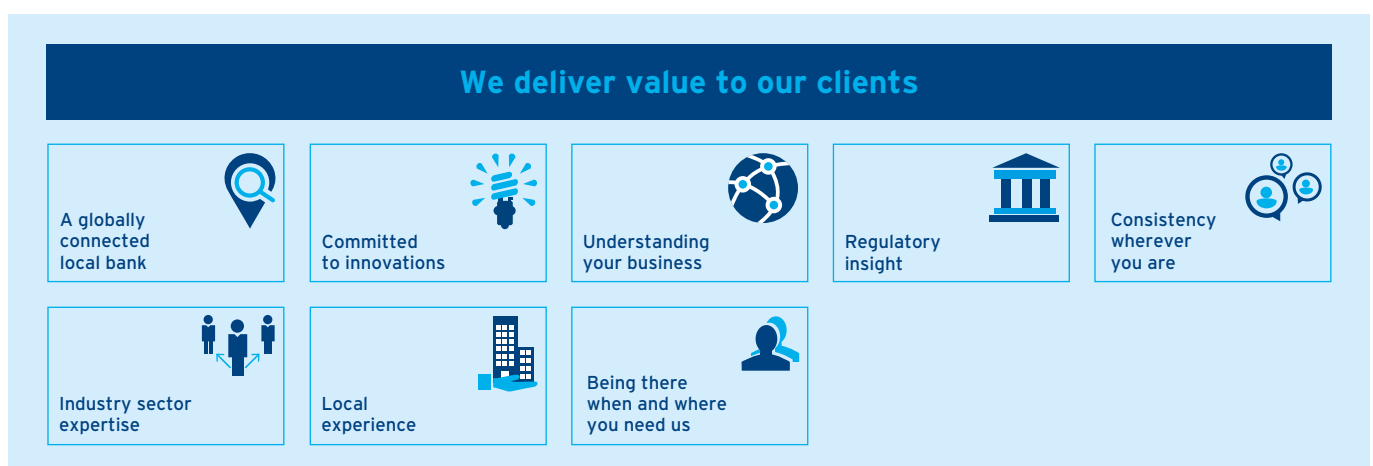 We deliver value to our clients
A globally
connected
local bank
Committed
to innovations
Understanding
your business
Regulatory
insight
Consistency
wherever
you are
Industry sector
expertise
Local
experience
Being there
when and where
you need us